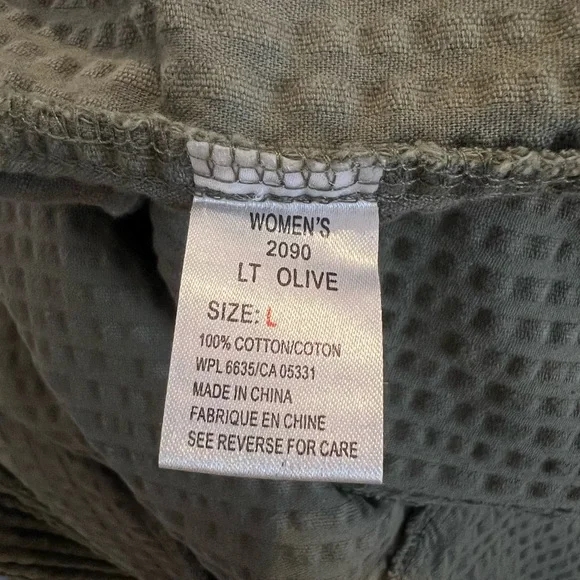 WOMEN'S
2090
LT OLIVE
SIZE: L
100% COTTON/COTON
WPL 6635/CA 05331
MADE IN CHINA
FABRIQUE EN CHINE
SEE REVERSE FOR CARE